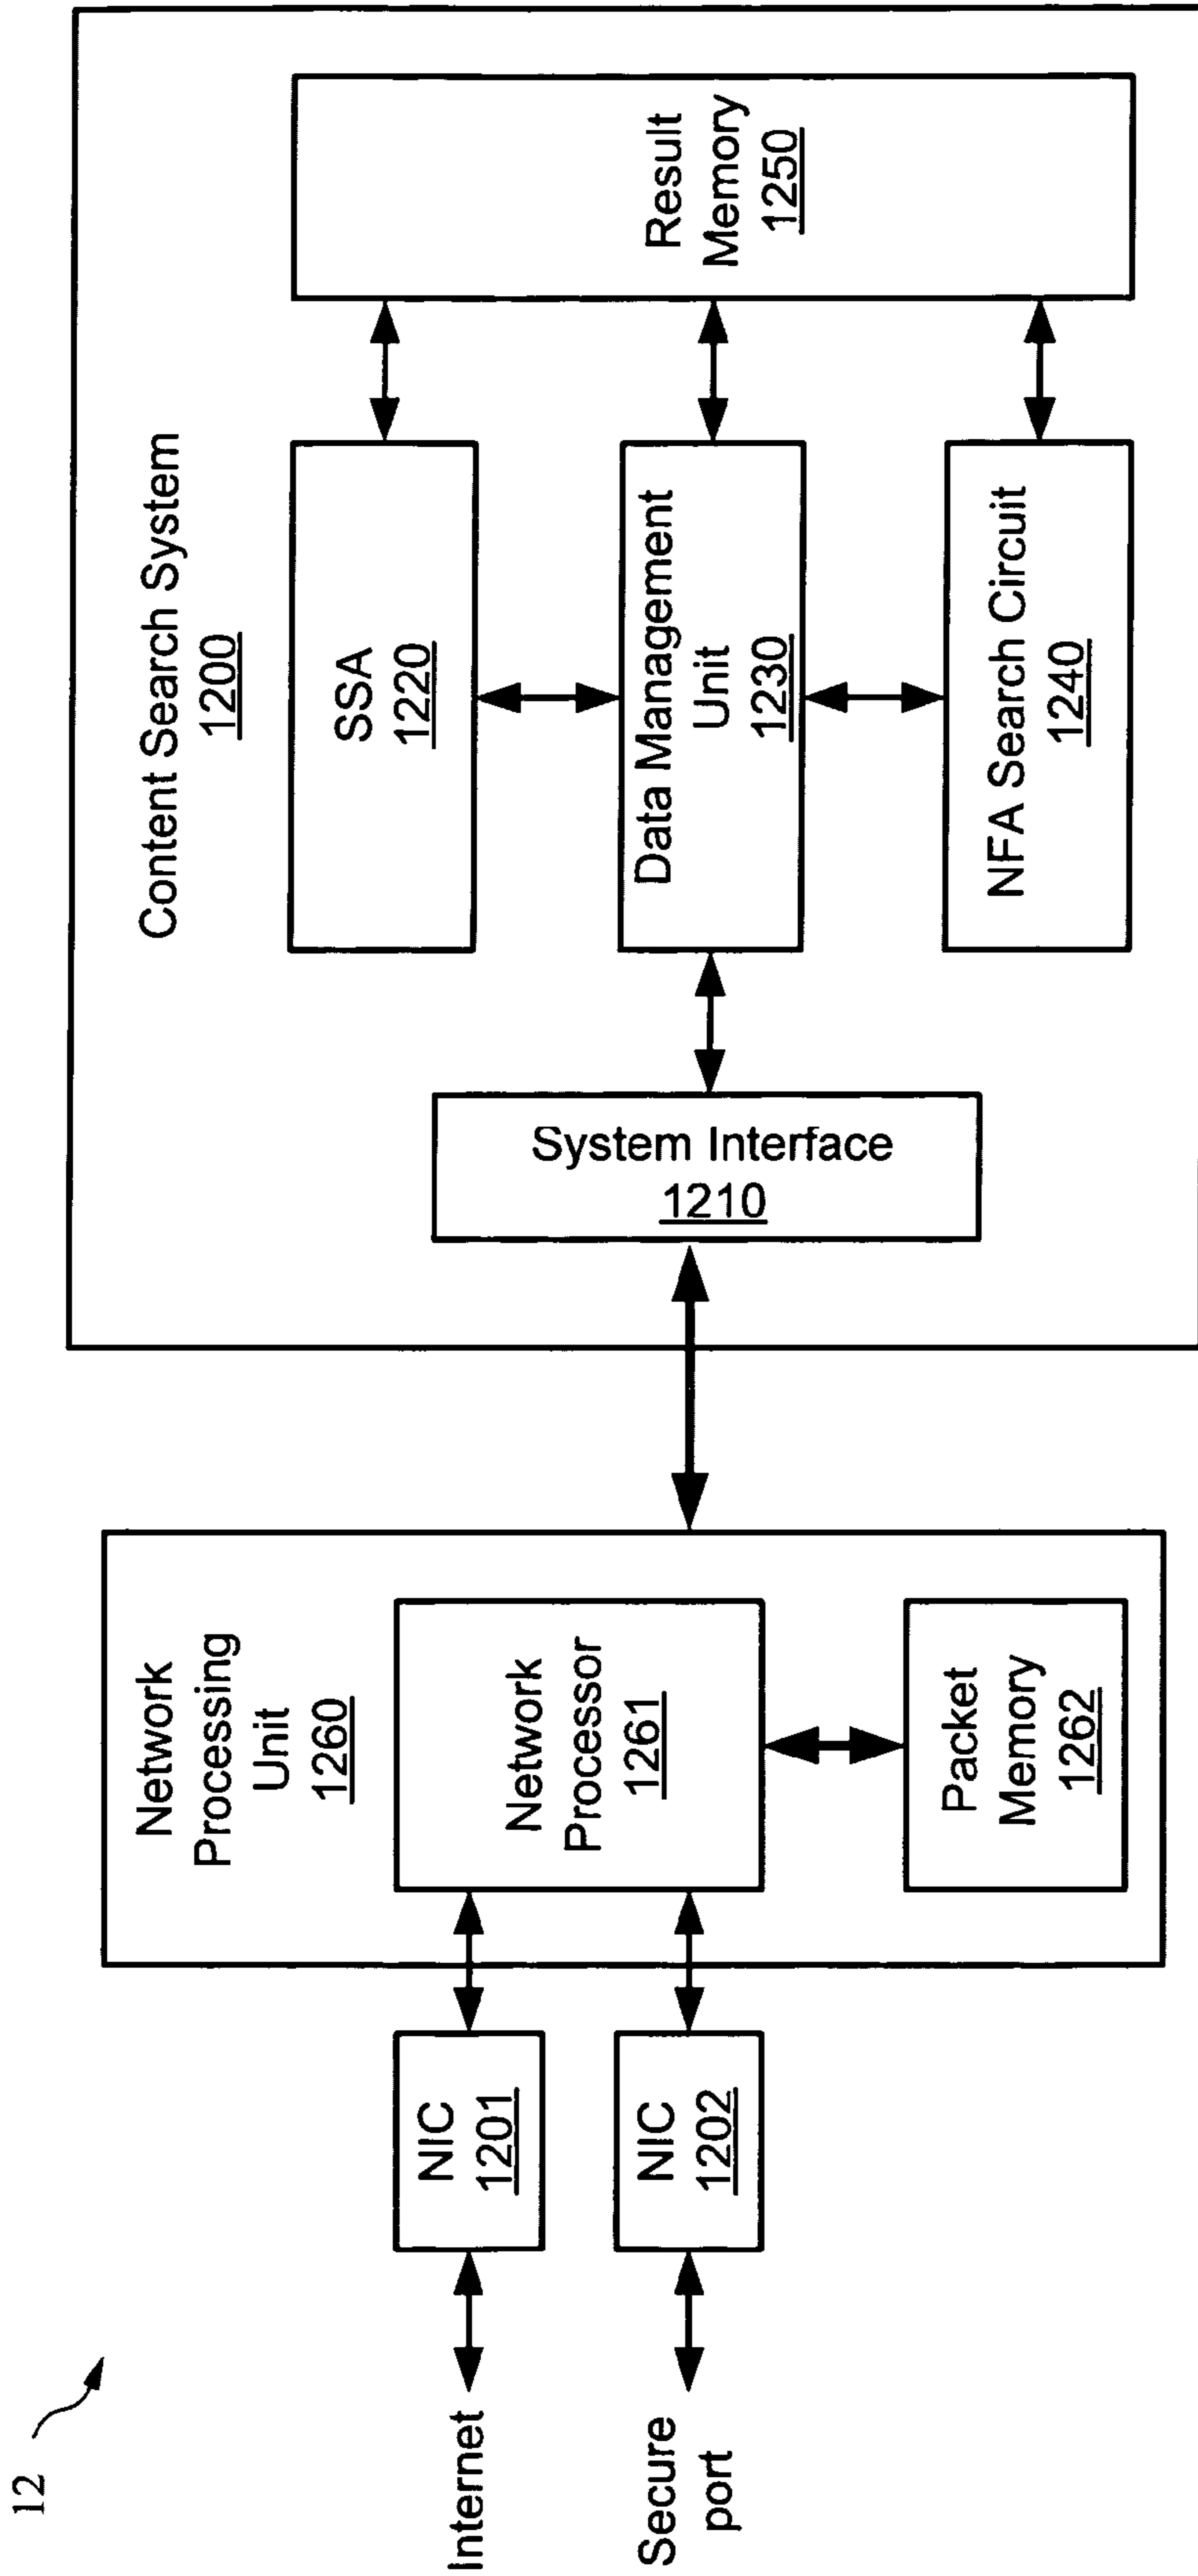 12
Internet
Secure
port
NIC
1201
NIC
1202
Network
Processing
Unit
1260
Network
Processor
1261
Packet
Memory
1262
Content Search System
1200
System Interface
1210
SSA
1220
Data Management
Unit
1230
NFA Search Circuit
1240
Result
Memory
1250